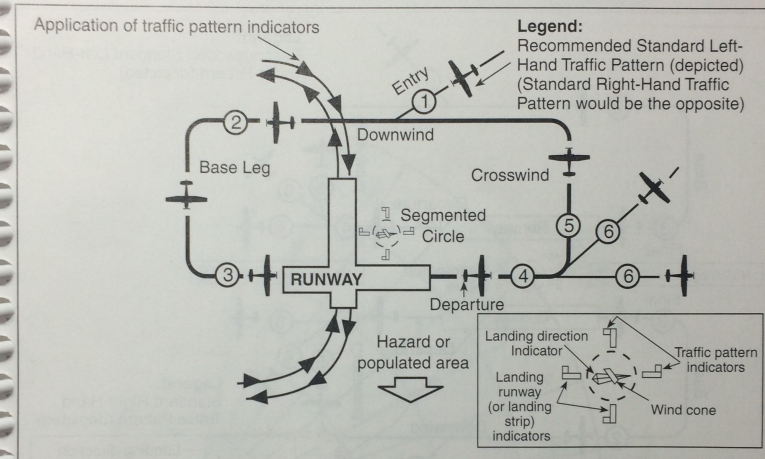 Application of traffic pattern indicators
Legend:
Recommended Standard Left-
Hand Traffic Pattern (depicted)
(Standard Right-Hand Traffic
Pattern would be the opposite)
Entry
1
2
Downwind
Base Leg
Crosswind
Segmented
Circle
5
6
3
RUNWAY
4
6
Departure
Hazard or
populated area
Landing direction
Indicator
Traffic pattern
indicators
Landing
runway
(or landing
strip)
indicators
Wind cone